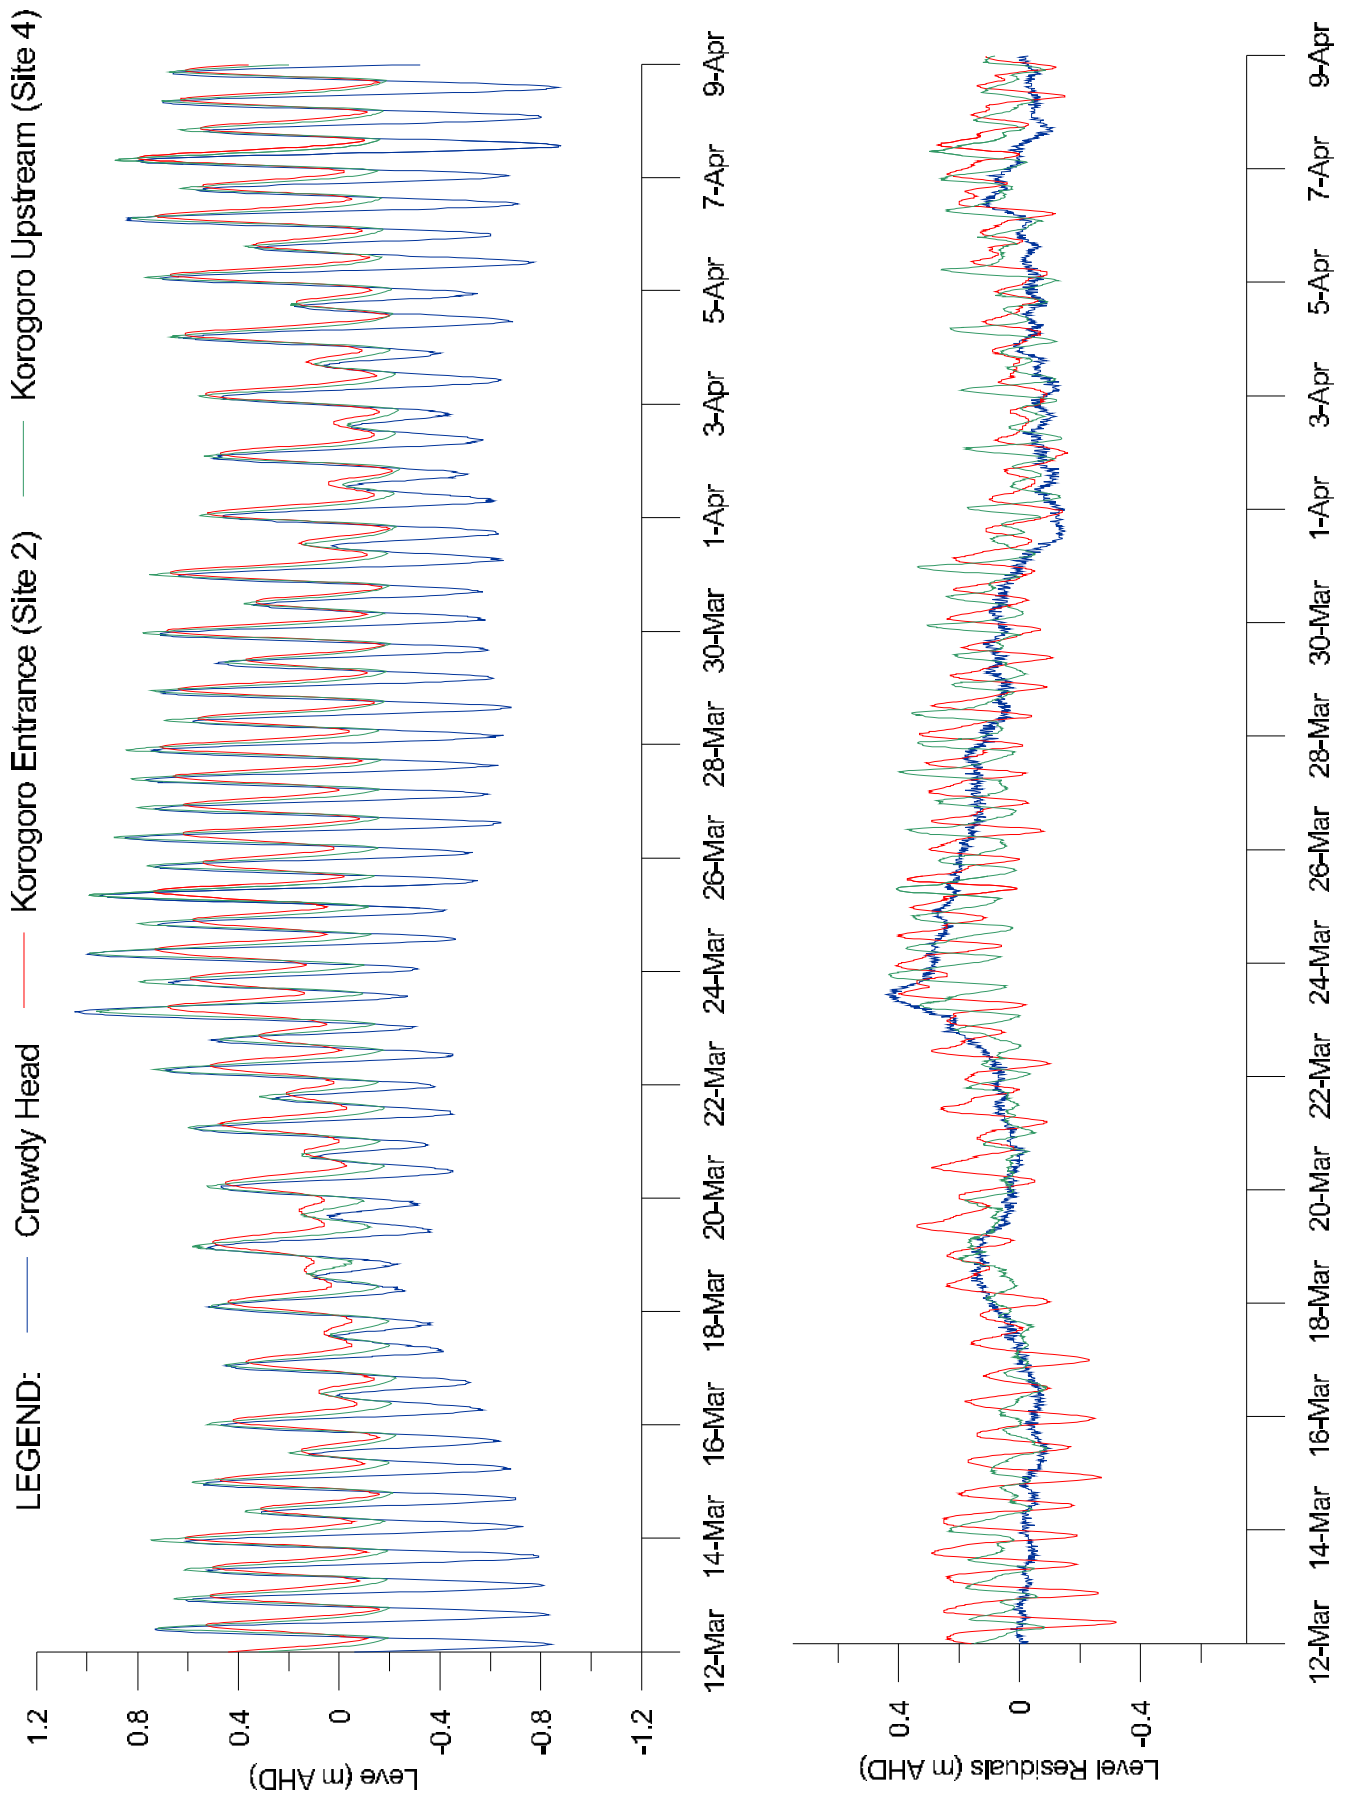 LEGEND: Crowdy Head Korogoro Entrance (Site 2) Korogoro Upstream (Site 4)
1.2
0.8
0.4
0
-0.4
-0.8
-1.2
Leve (m AHD)
12-Mar 14-Mar 16-Mar 18-Mar 20-Mar 22-Mar 24-Mar 26-Mar 28-Mar 30-Mar 1-Apr 3-Apr 5-Apr 7-Apr 9-Apr
0.4
0
-0.4
Level Residuals (m AHD)
12-Mar 14-Mar 16-Mar 18-Mar 20-Mar 22-Mar 24-Mar 26-Mar 28-Mar 30-Mar 1-Apr 3-Apr 5-Apr 7-Apr 9-Apr